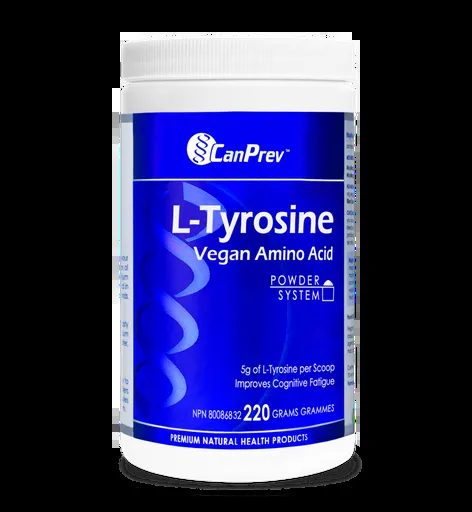 CanPrev™
L-Tyrosine
Vegan Amino Acid
POWDER
SYSTEM
5g of L-Tyrosine per Scoop
Improves Cognitive Fatigue
NPN 80086832 220 GRAMS GRAMMES
PREMIUM NATURAL HEALTH PRODUCTS